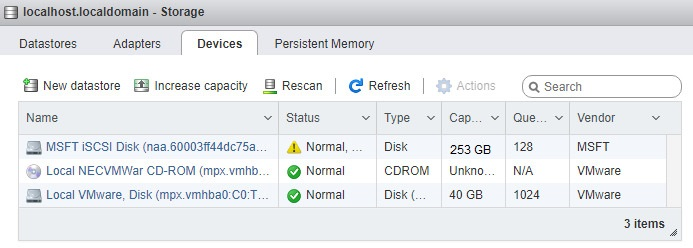 localhost.localdomain - Storage
Datastores Adapters Devices Persistent Memory
New datastore Increase capacity Rescan Refresh Actions Search
Name Status Type Cap... Que... Vendor
MSFT iSCSI Disk (naa.60003ff44dc75a... Normal, ... Disk 253 GB 128 MSFT
Local NECVMWar CD-ROM (mpx.vmhb... Normal CDROM Unkno... N/A VMware
Local VMware, Disk (mpx.vmhba0:C0:T... Normal Disk (... 40 GB 1024 VMware
3 items